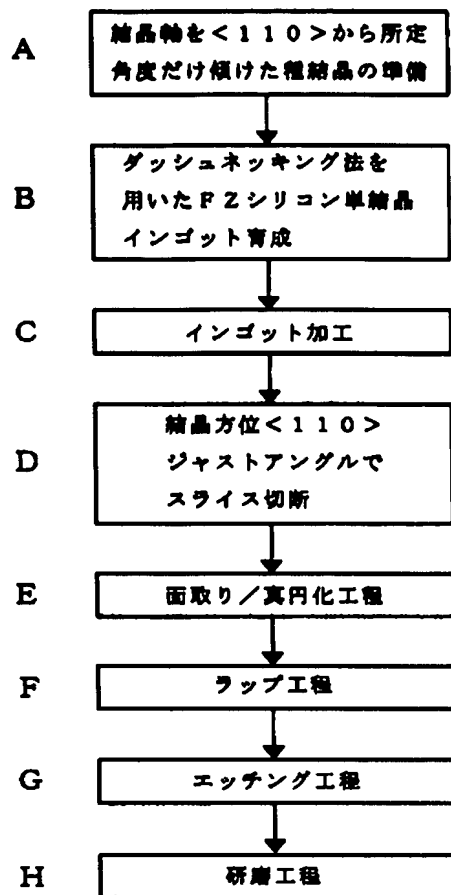 A
結晶軸を<110>から所定
角度だけ傾けた種結晶の準備
B
ダッシュネッキング法を
用いたFZシリコン単結晶
インゴット育成
C
インゴット加工
D
結晶方位<110>
ジャストアングルで
スライス切断
E
面取り/真円化工程
F
ラップ工程
G
エッチング工程
H
研磨工程